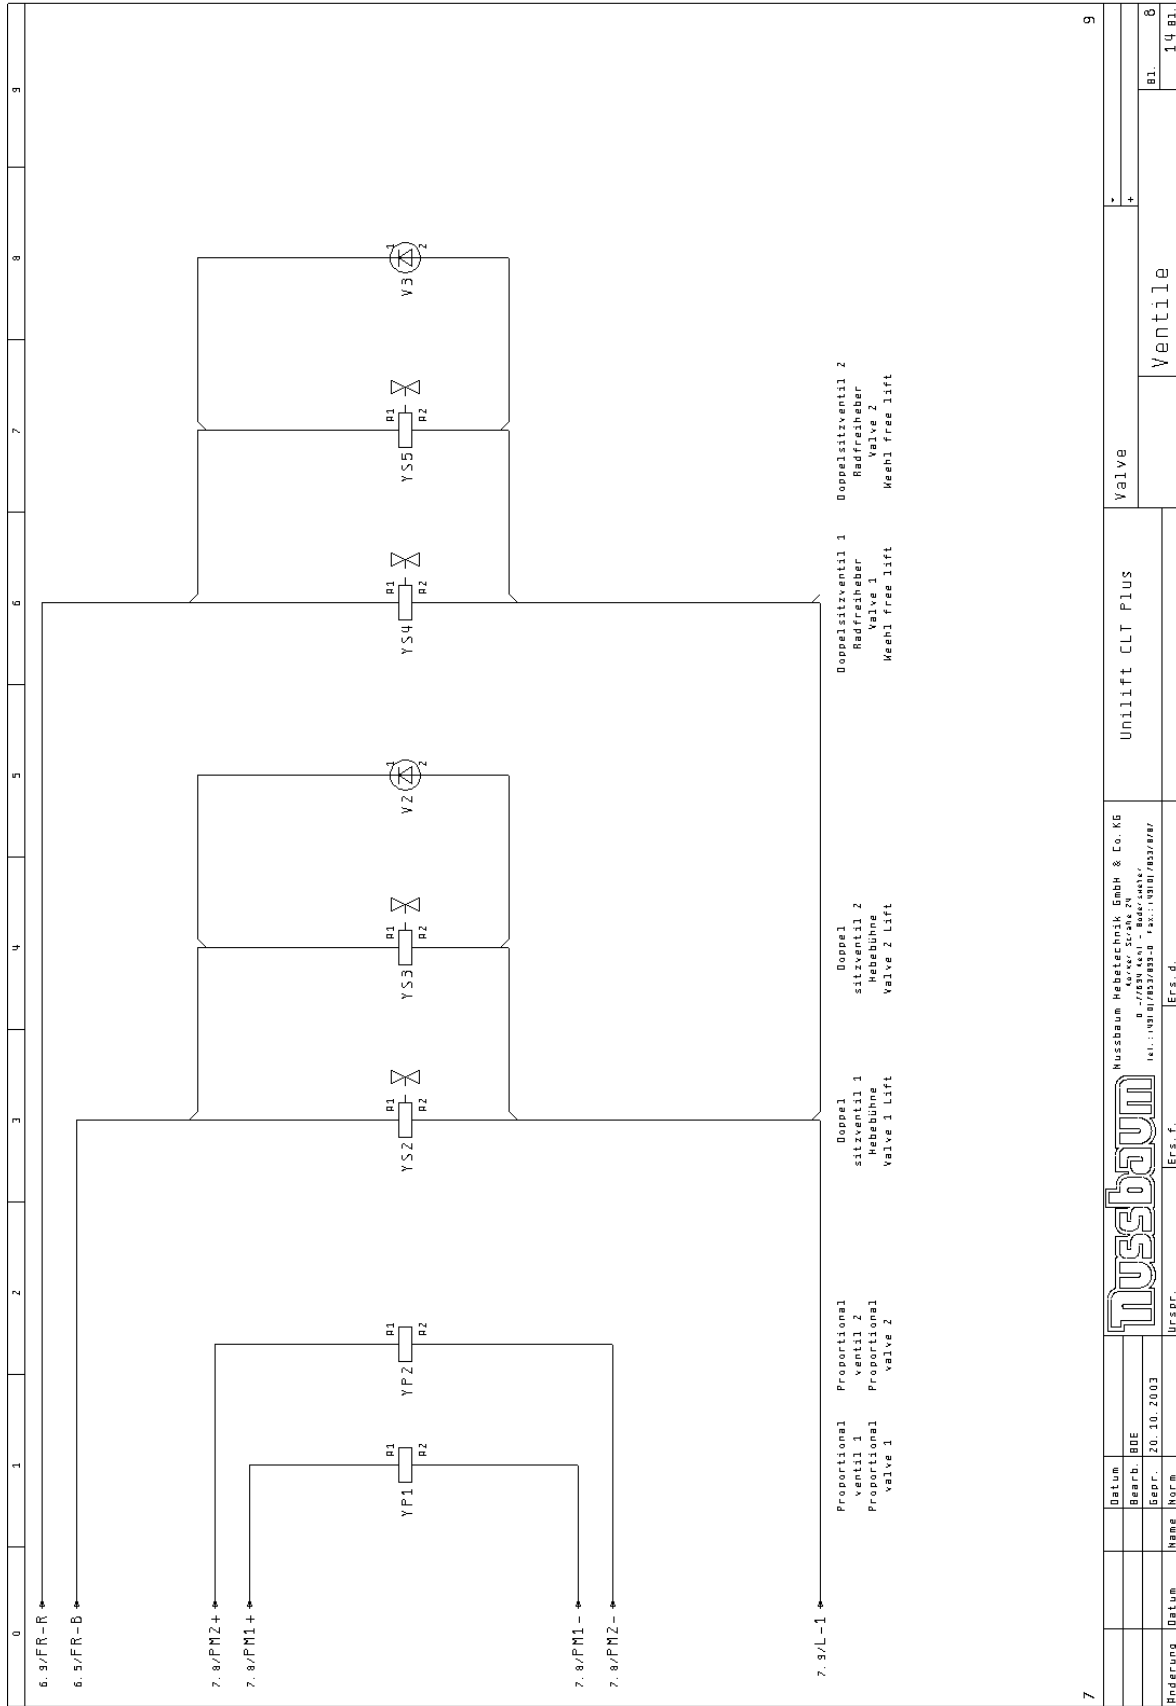 0 1 2 3 4 5 6 7 8 9
6.9/FR-R
6.5/FR-B
7.8/PM2+
7.8/PM1+
7.8/PM1-
7.8/PM2-
7.9/L-1
YP1 A1 A2
YP2 A1 A2
YS2 A1 A2
YS3 A1 A2
V2 1 2
YS4 A1 A2
YS5 A1 A2
V3 1 2
Proportional
ventil 1
Proportional
valve 1
Proportional
ventil 2
Proportional
valve 2
Doppel
sitzventil 1
Hebebühne
Valve 1 Lift
Doppel
sitzventil 2
Hebebühne
Valve 2 Lift
Doppelsitzventil 1
Radfreiheber
Valve 1
Weehl free lift
Doppelsitzventil 2
Radfreiheber
Valve 2
Weehl free lift
7
9
Datum
Bearb. BOE
Gepr. 20.10.2003
Änderung Datum Name Norm
Nussbaum
Urspr. Ers.f. Ers.d.
Nussbaum Hebetechnik GmbH & Co.KG
Unilift CLT Plus
Valve
Ventile
-
+
Bl. 8
14 Bl.